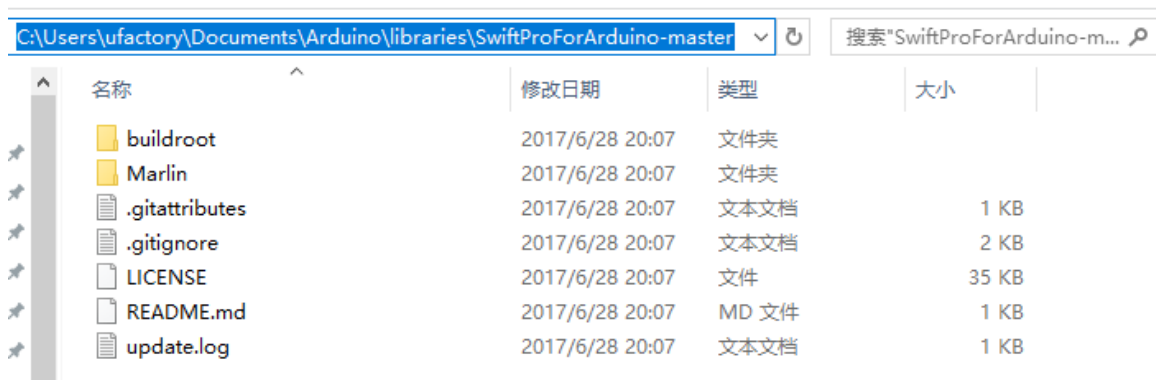 C:\Users\ufactory\Documents\Arduino\libraries\SwiftProForArduino-master 搜索"SwiftProForArduino-m...
名称 修改日期 类型 大小
buildroot 2017/6/28 20:07 文件夹
Marlin 2017/6/28 20:07 文件夹
.gitattributes 2017/6/28 20:07 文本文档 1 KB
.gitignore 2017/6/28 20:07 文本文档 2 KB
LICENSE 2017/6/28 20:07 文件 35 KB
README.md 2017/6/28 20:07 MD 文件 1 KB
update.log 2017/6/28 20:07 文本文档 1 KB